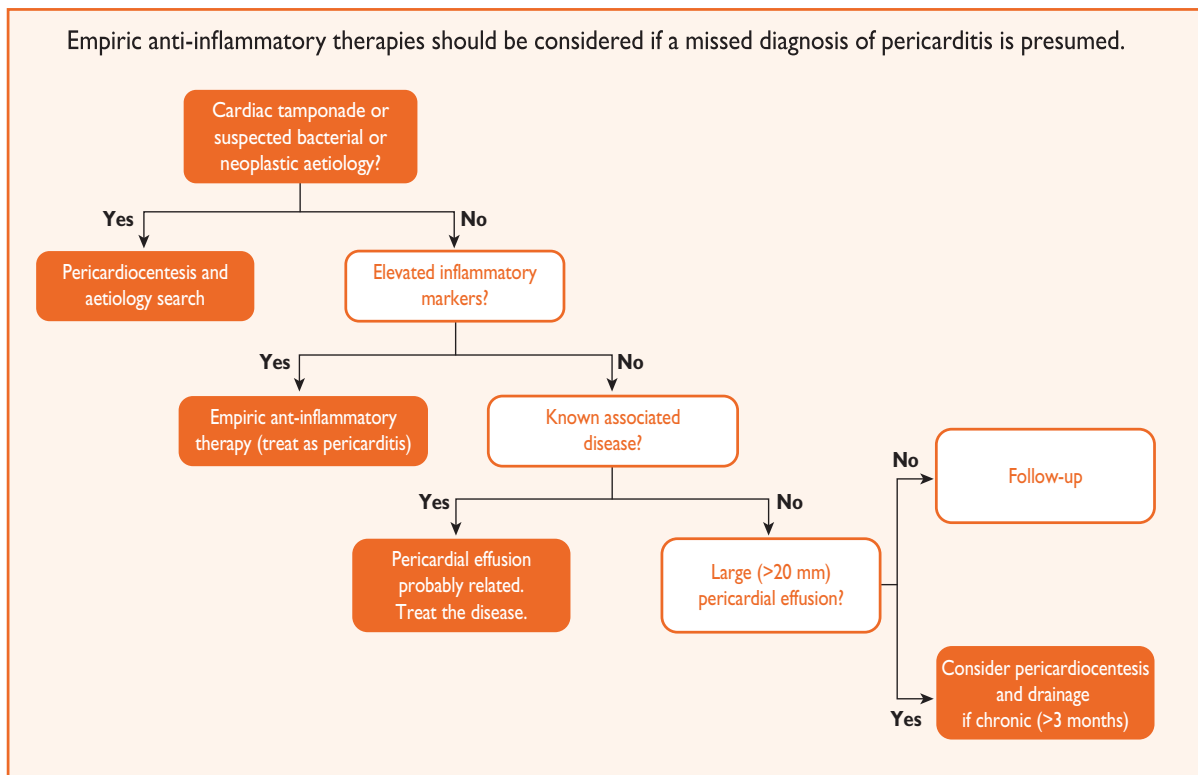 Empiric anti-inflammatory therapies should be considered if a missed diagnosis of pericarditis is presumed.
Cardiac tamponade or
suspected bacterial or
neoplastic aetiology?
Yes
No
Pericardiocentesis and
aetiology search
Elevated inflammatory
markers?
Yes
No
Empiric ant-inflammatory
therapy (treat as pericarditis)
Known associated
disease?
Yes
No
Pericardial effusion
probably related.
Treat the disease.
Large (>20 mm)
pericardial effusion?
No
Follow-up
Yes
Consider pericardiocentesis
and drainage
if chronic (>3 months)